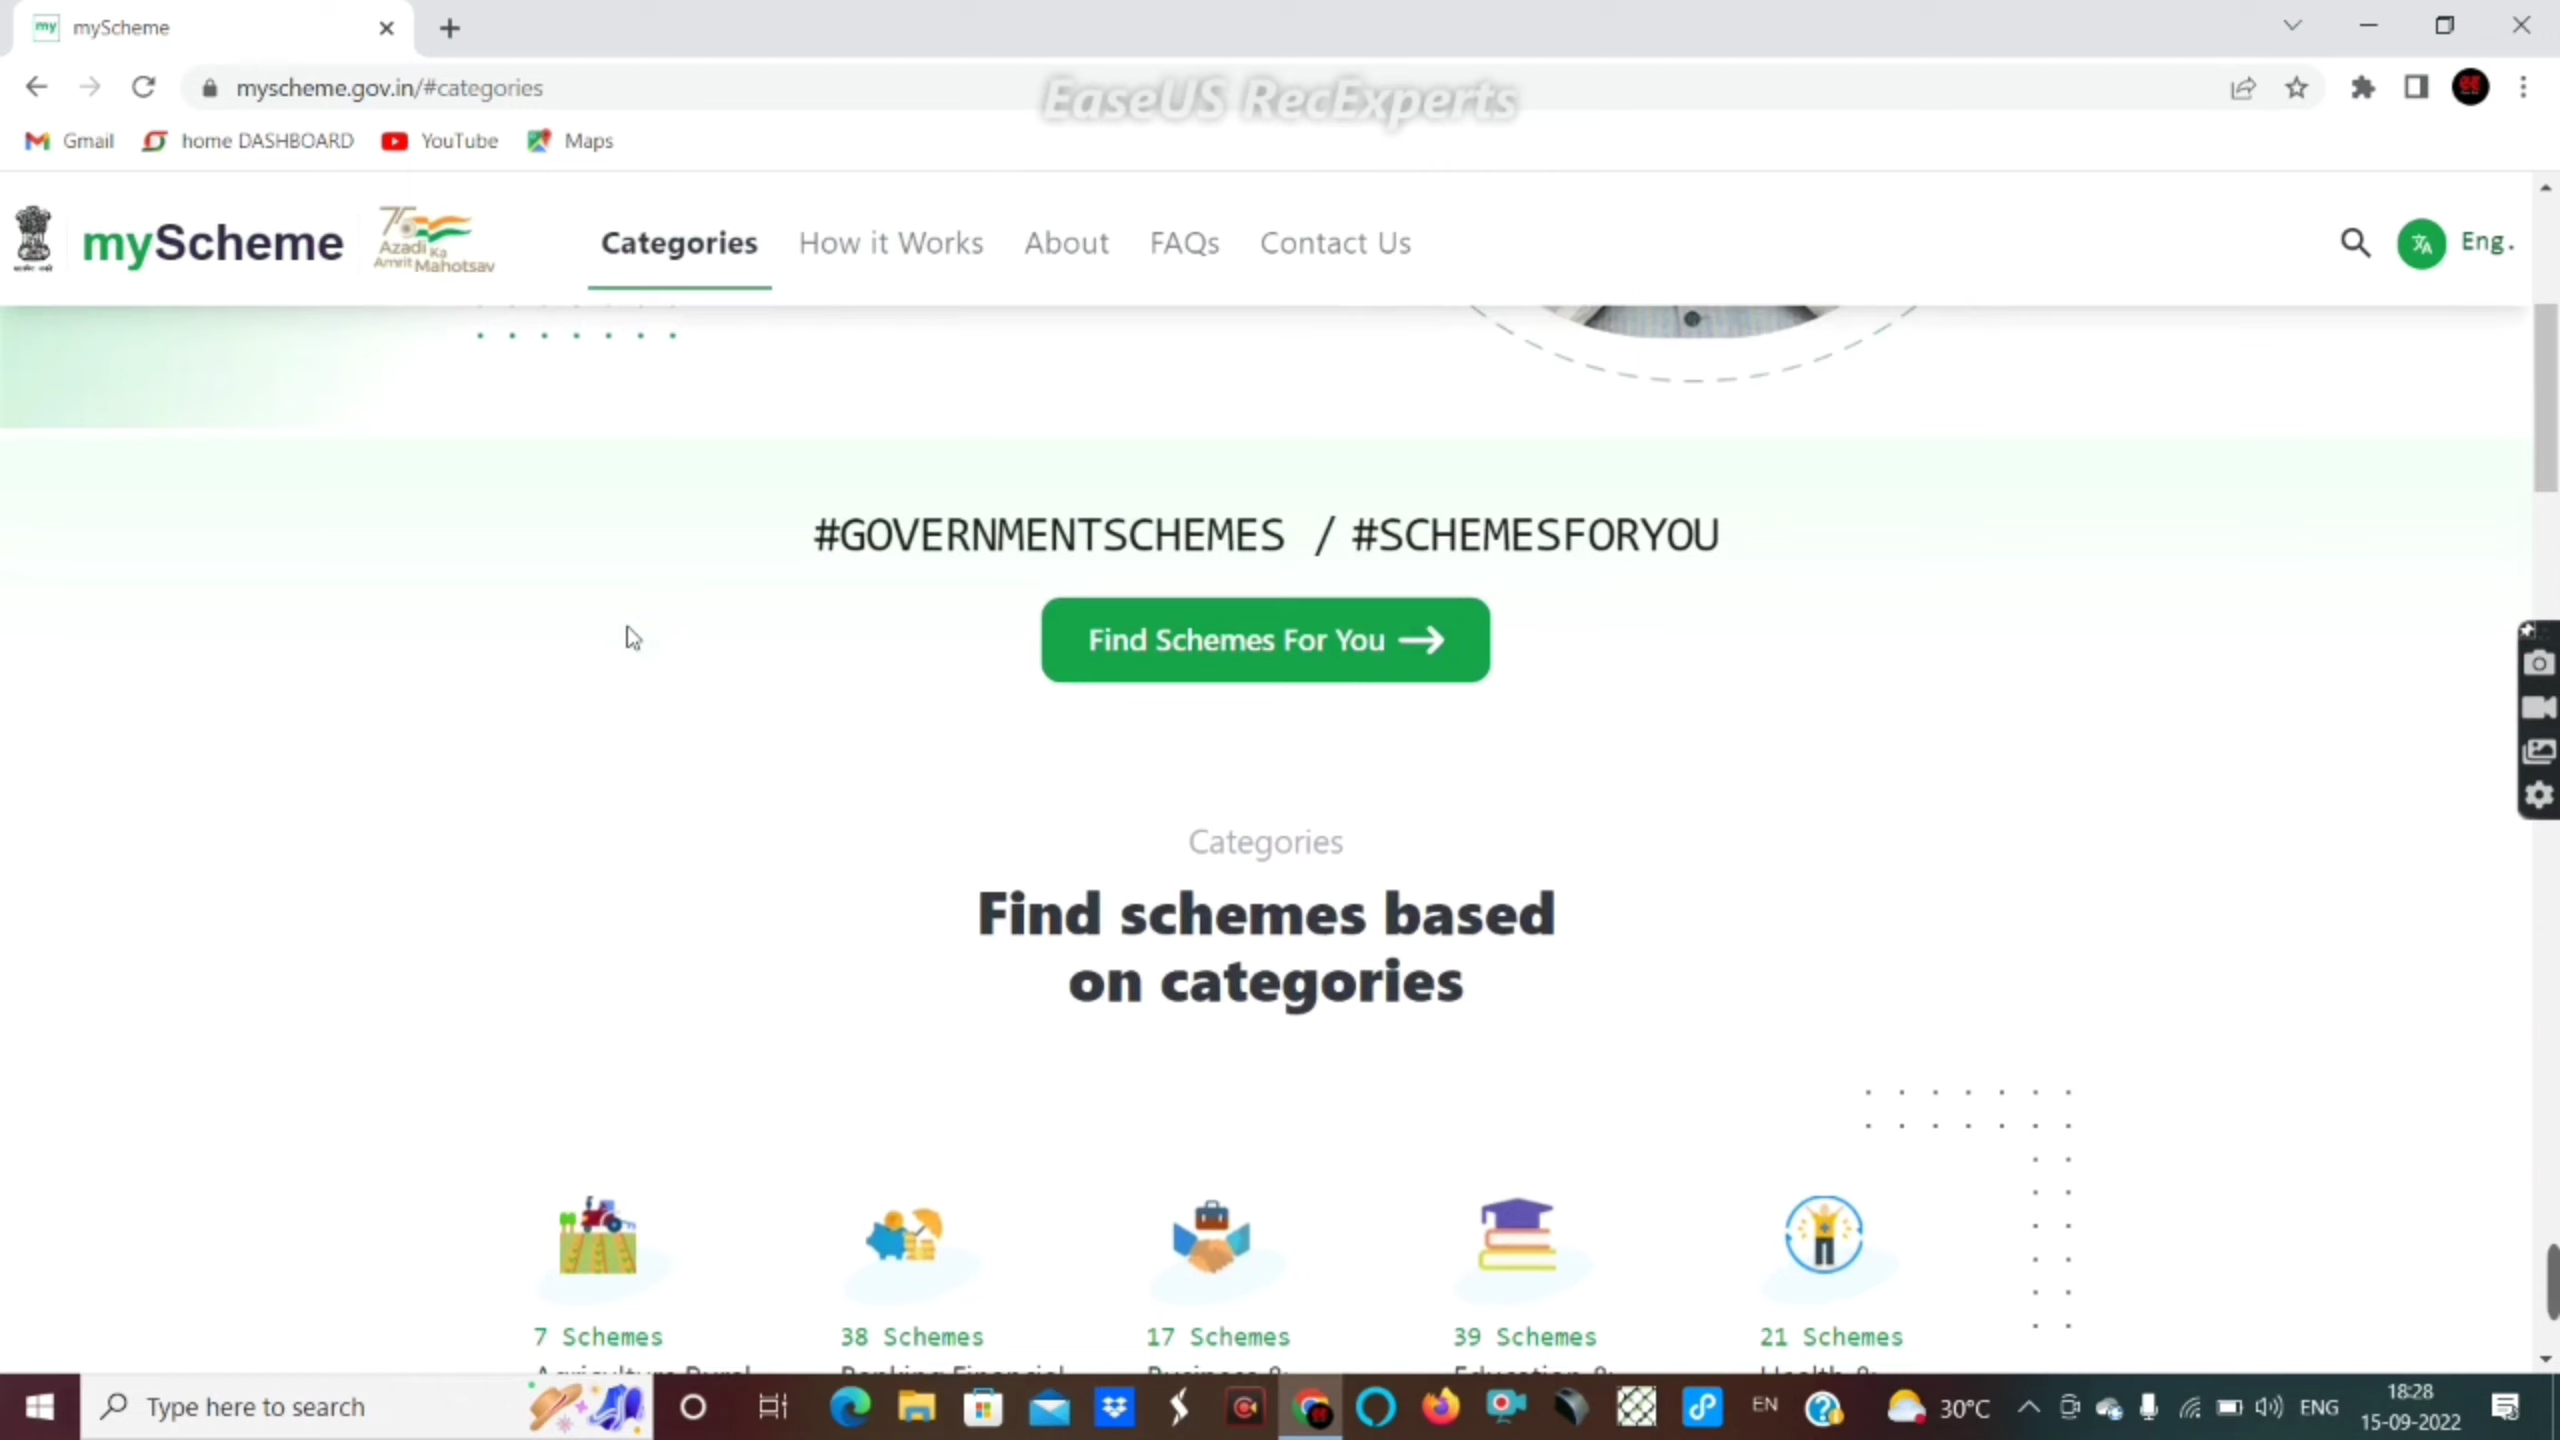 my myScheme
myscheme.gov.in/#categories
EaseUS RecExperts
Gmail home DASHBOARD YouTube Maps
myScheme
75 Azadi Ka Amrit Mahotsav
Categories How it Works About FAQs Contact Us
Eng.
#GOVERNMENTSCHEMES / #SCHEMESFORYOU
Find Schemes For You
Categories
Find schemes based
on categories
7 Schemes 38 Schemes 17 Schemes 39 Schemes 21 Schemes
Type here to search
EN 30°C ENG
18:28
15-09-2022